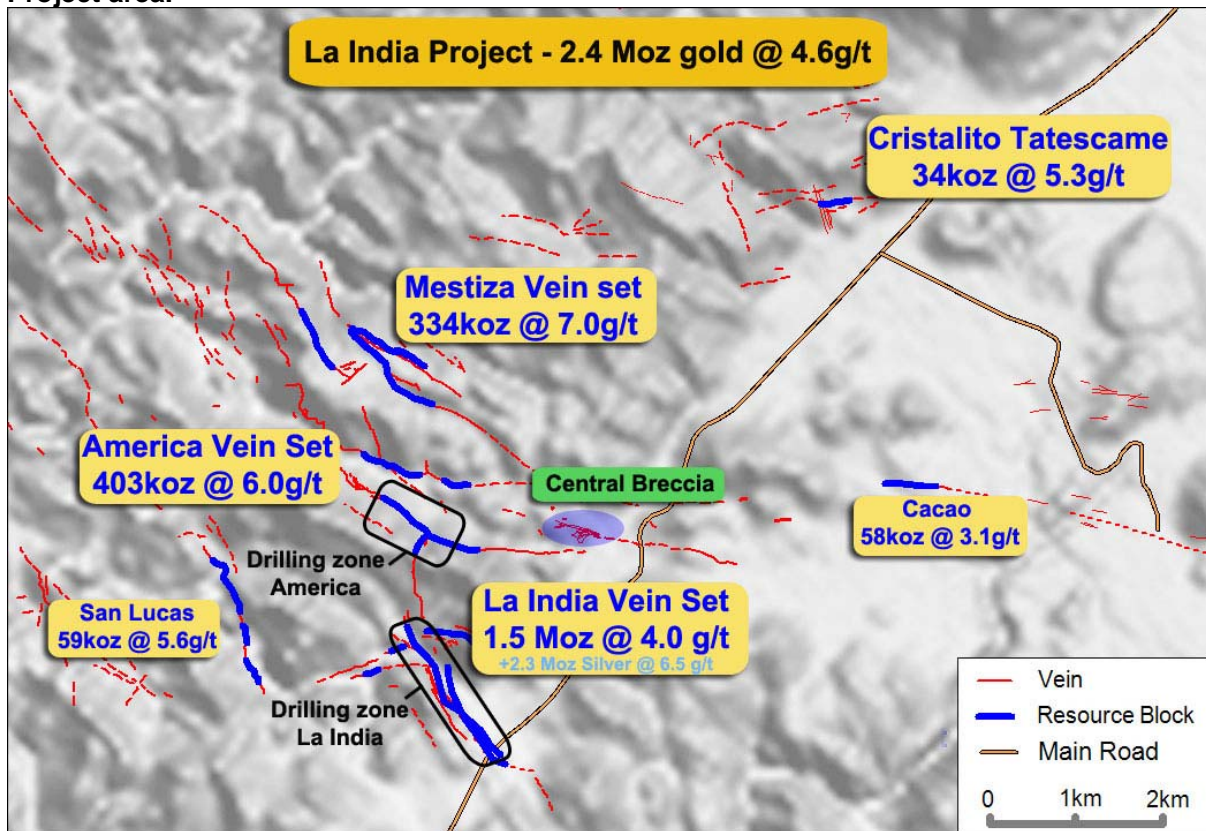 Project area:
La India Project - 2.4 Moz gold @ 4.6g/t
Cristalito Tatescame
34koz @ 5.3g/t
Mestiza Vein set
334koz @ 7.0g/t
America Vein Set
403koz @ 6.0g/t
Central Breccia
Cacao
58koz @ 3.1g/t
Drilling zone
America
San Lucas
59koz @ 5.6g/t
La India Vein Set
1.5 Moz @ 4.0 g/t
+2.3 Moz Silver @ 6.5 g/t
Drilling zone
La India
Vein
Resource Block
Main Road
0 1km 2km